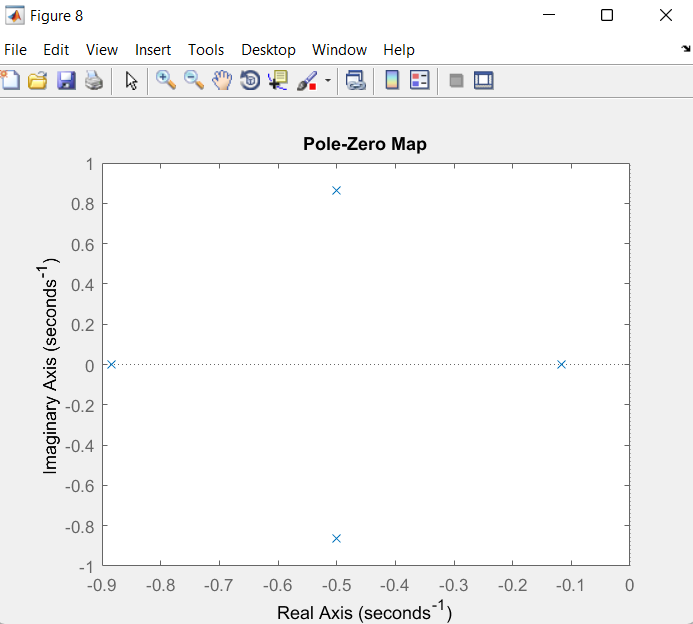 Figure 8
File Edit View Insert Tools Desktop Window Help
Pole-Zero Map
1
0.8
0.6
0.4
0.2
0
-0.2
-0.4
-0.6
-0.8
-1
Imaginary Axis (seconds⁻¹)
-0.9 -0.8 -0.7 -0.6 -0.5 -0.4 -0.3 -0.2 -0.1 0
Real Axis (seconds⁻¹)